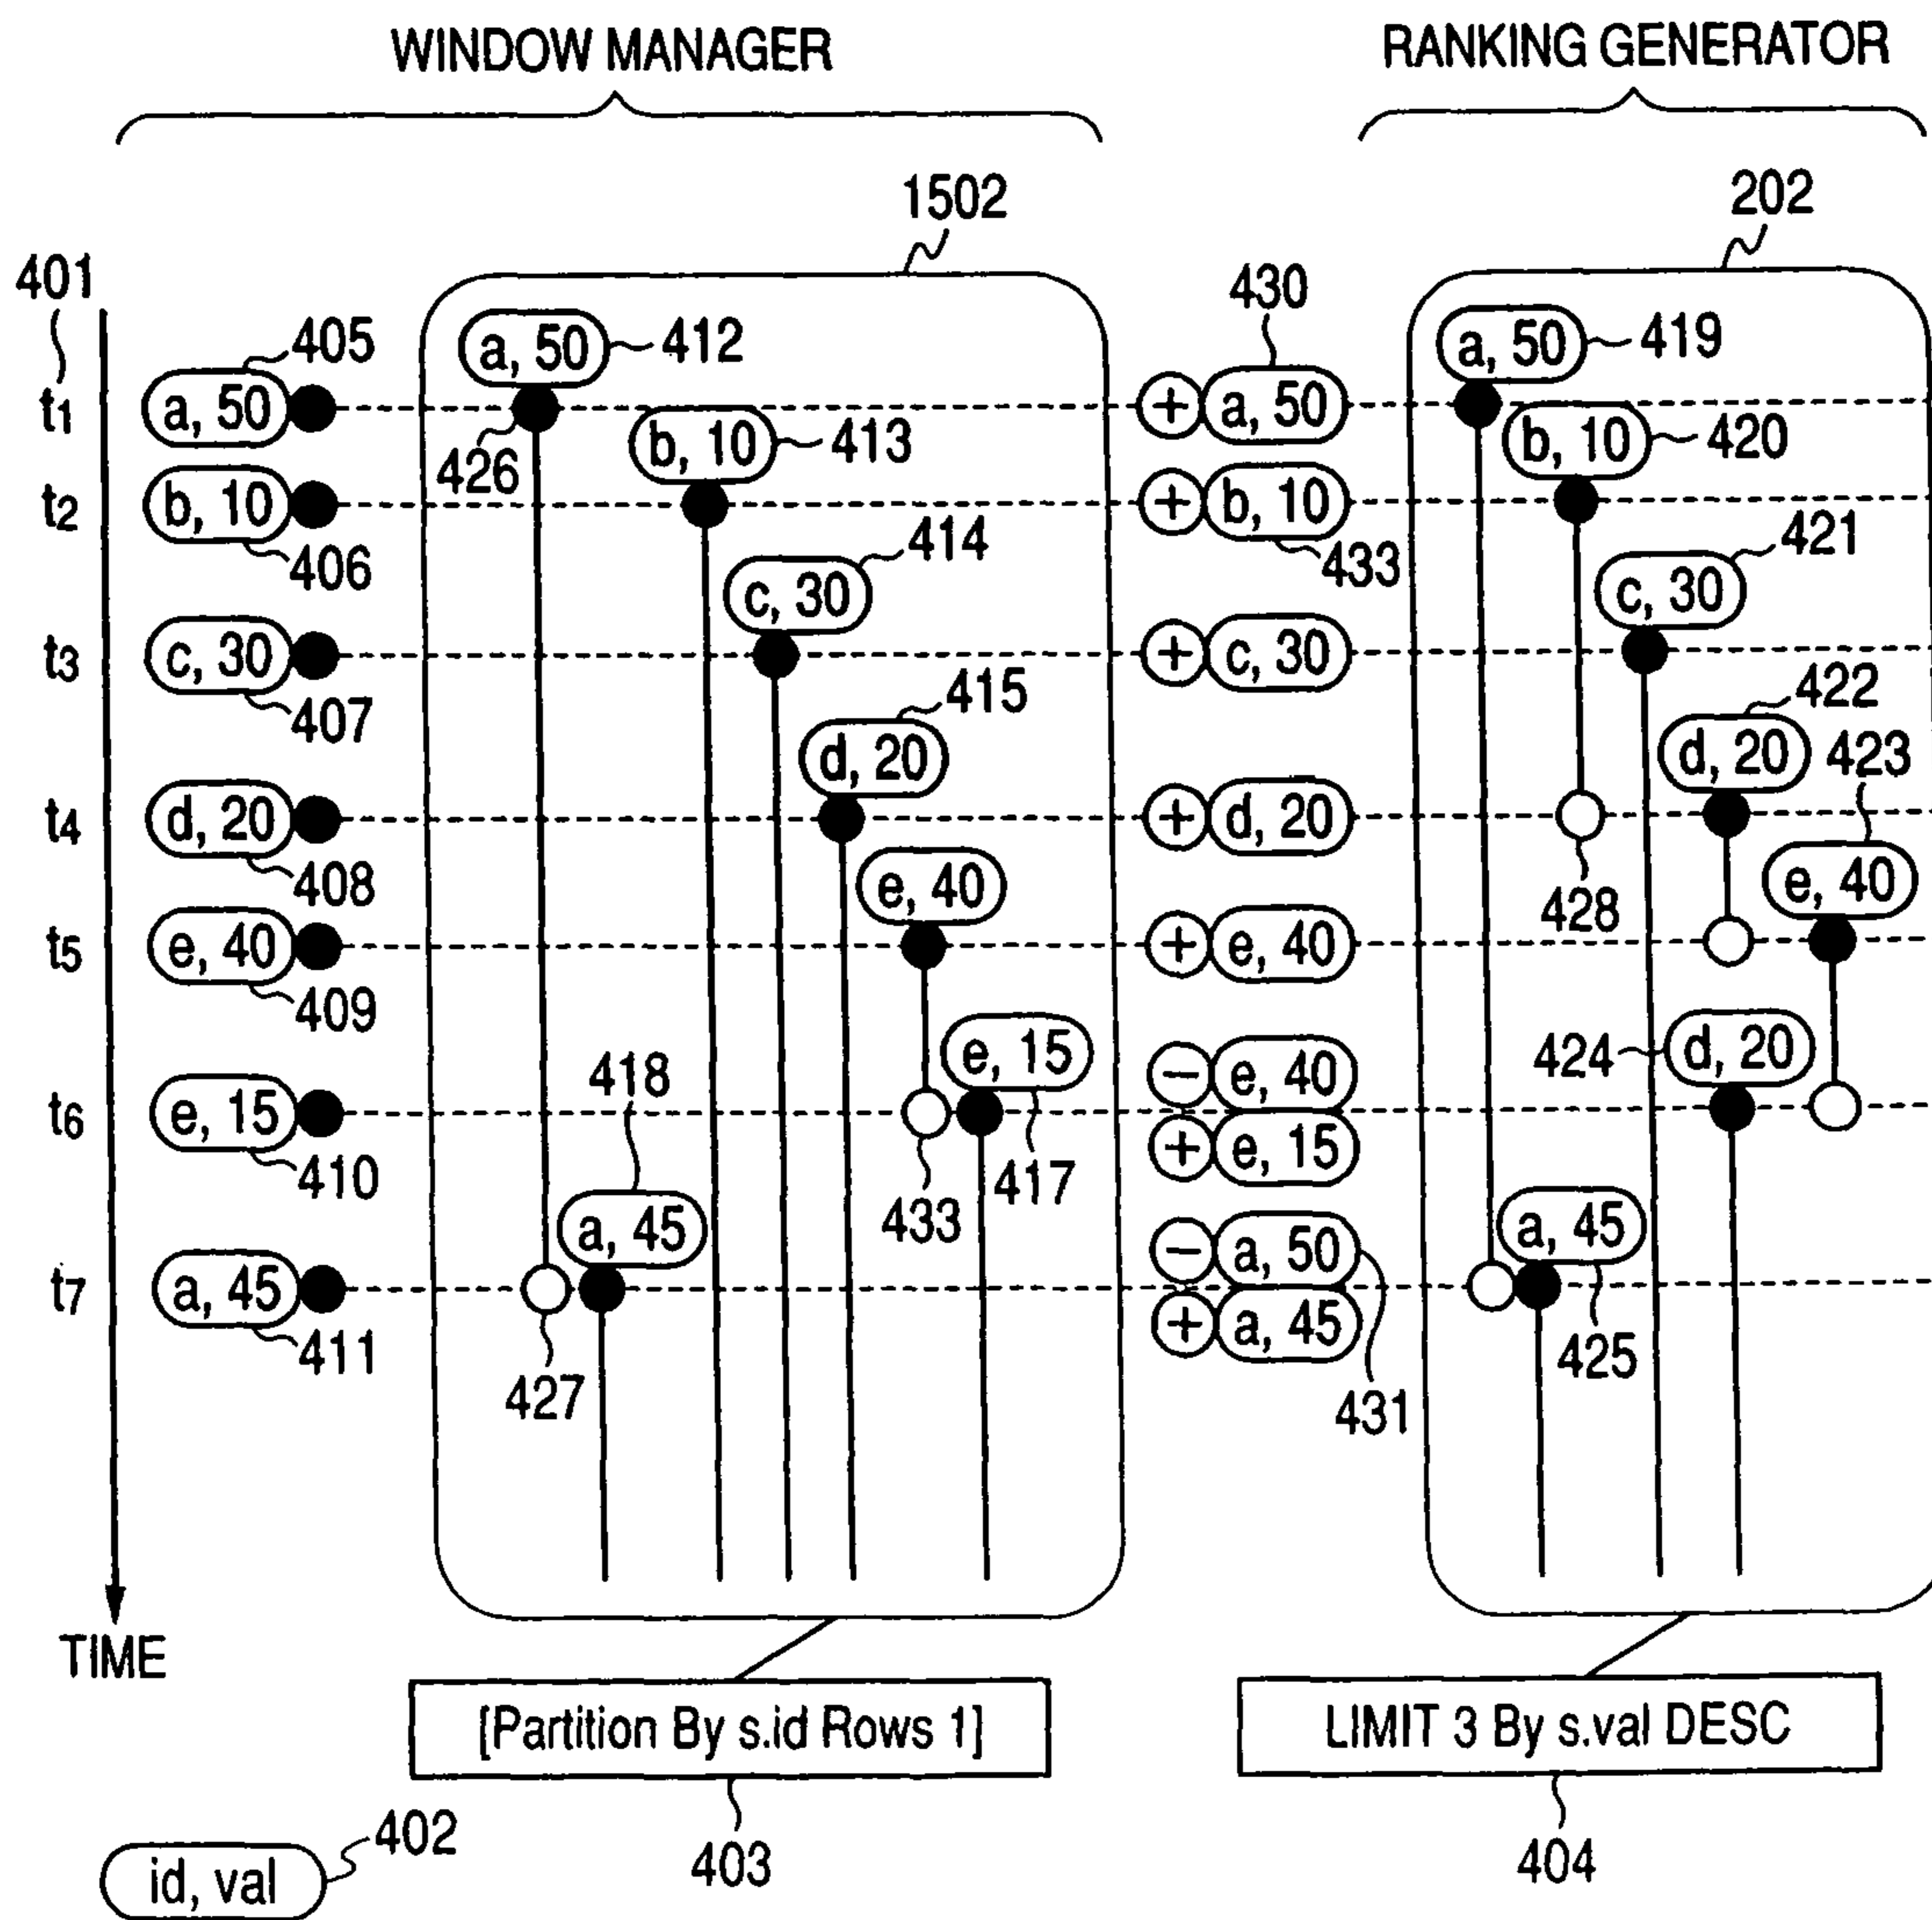 WINDOW MANAGER
RANKING GENERATOR
1502
202
401
430
405
a, 50
412
a, 50
419
t1
a, 50
+ a, 50
b, 10
413
b, 10
420
426
t2
b, 10
+ b, 10
406
433
414
421
c, 30
c, 30
t3
c, 30
+ c, 30
407
415
422
d, 20
d, 20
423
t4
d, 20
+ d, 20
408
428
e, 40
e, 40
t5
e, 40
+ e, 40
409
418
e, 15
− e, 40
424
d, 20
t6
e, 15
+ e, 15
410
433
417
a, 45
− a, 50
a, 45
t7
a, 45
+ a, 45
411
427
431
425
TIME
[Partition By s.id Rows 1]
LIMIT 3 By s.val DESC
402
403
404
id, val